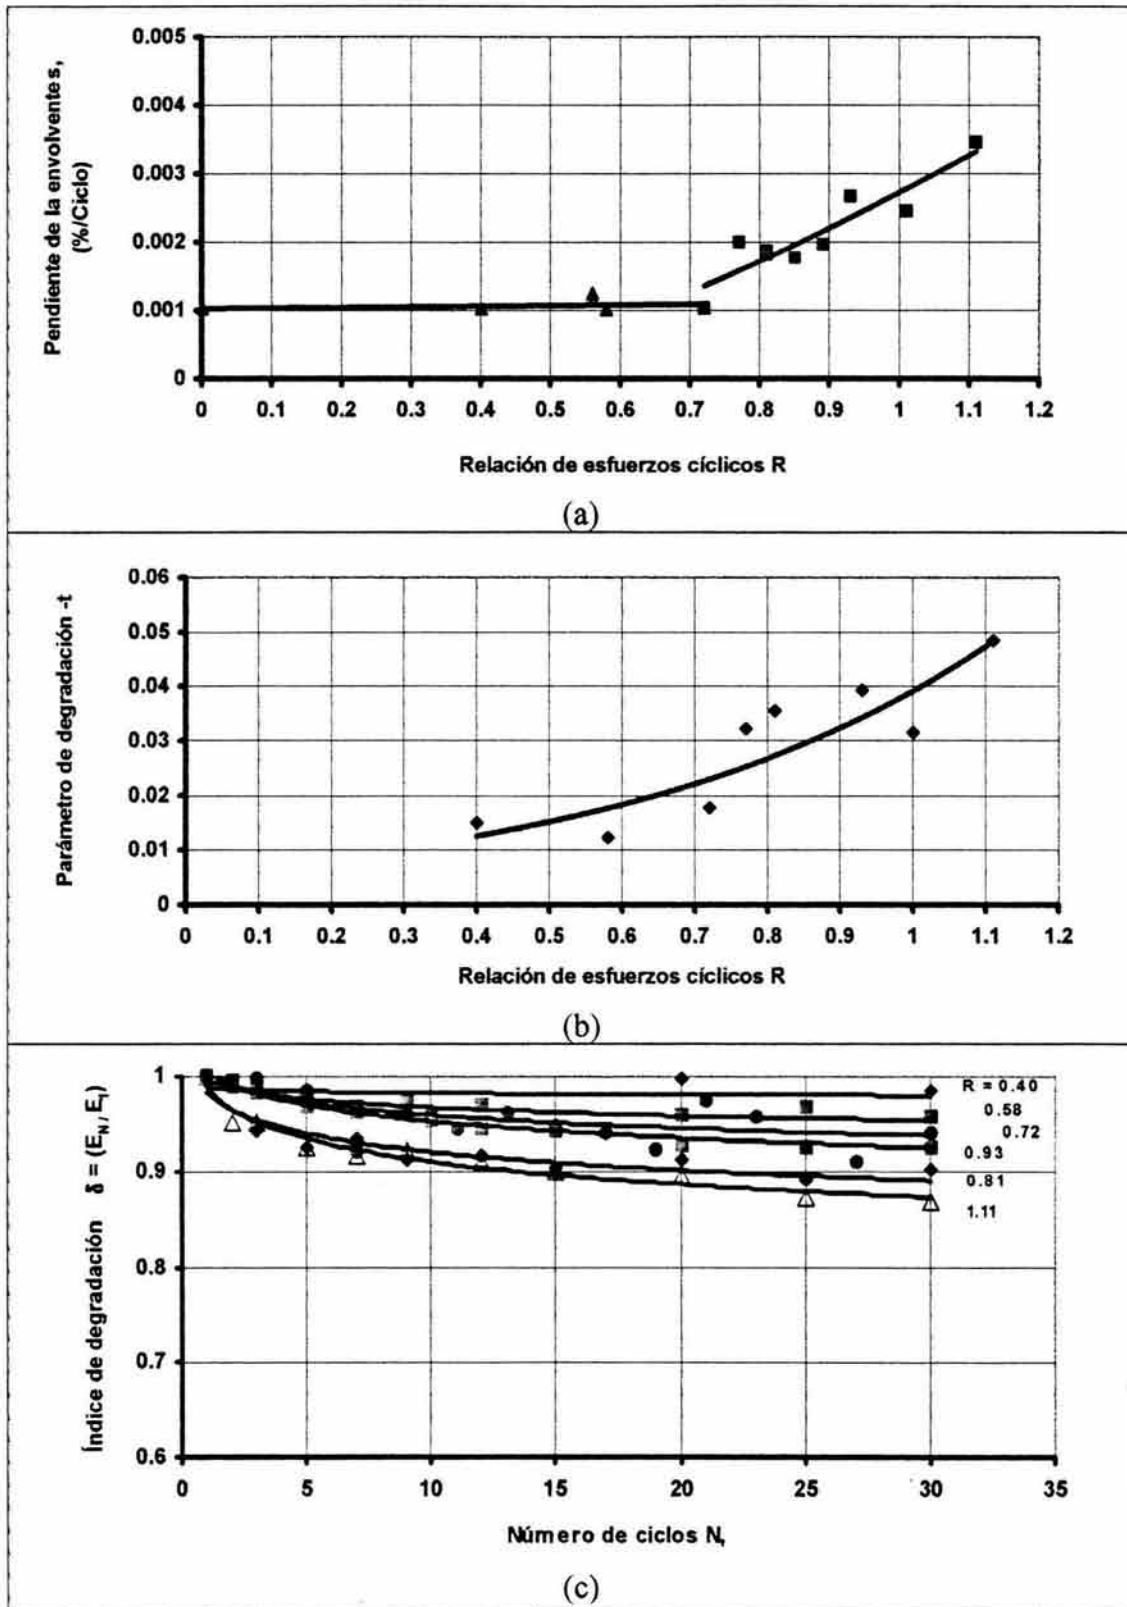 0.005
0.004
0.003
0.002
0.001
0
Pendiente de la envolventes,
(%/Ciclo)
0 0.1 0.2 0.3 0.4 0.5 0.6 0.7 0.8 0.9 1 1.1 1.2
Relación de esfuerzos cíclicos R
(a)
0.06
0.05
0.04
0.03
0.02
0.01
0
Parámetro de degradación -t
0 0.1 0.2 0.3 0.4 0.5 0.6 0.7 0.8 0.9 1 1.1 1.2
Relación de esfuerzos cíclicos R
(b)
1
0.9
0.8
0.7
0.6
Índice de degradación δ = (E_N / E_1)
R = 0.40
0.58
0.72
0.93
0.81
1.11
0 5 10 15 20 25 30 35
Número de ciclos N,
(c)